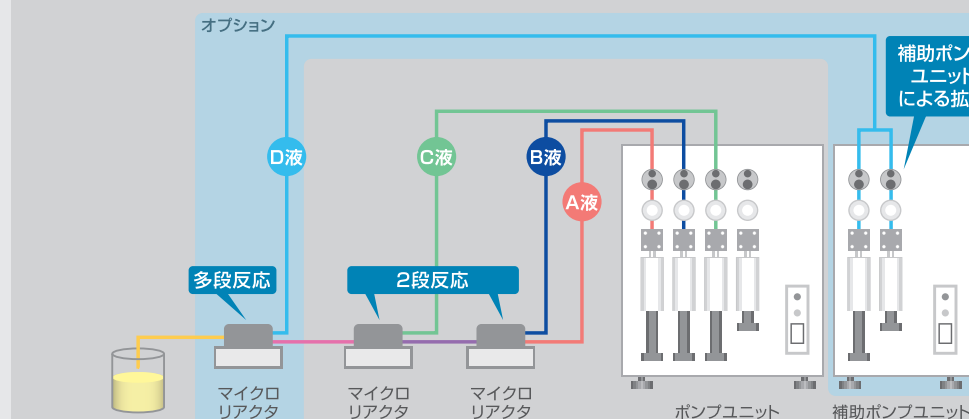 オプション
補助ポン
ユニット
による拡
D液
C液
B液
A液
多段反応
2段反応
マイクロ
リアクタ
マイクロ
リアクタ
マイクロ
リアクタ
ポンプユニット
補助ポンプユニット